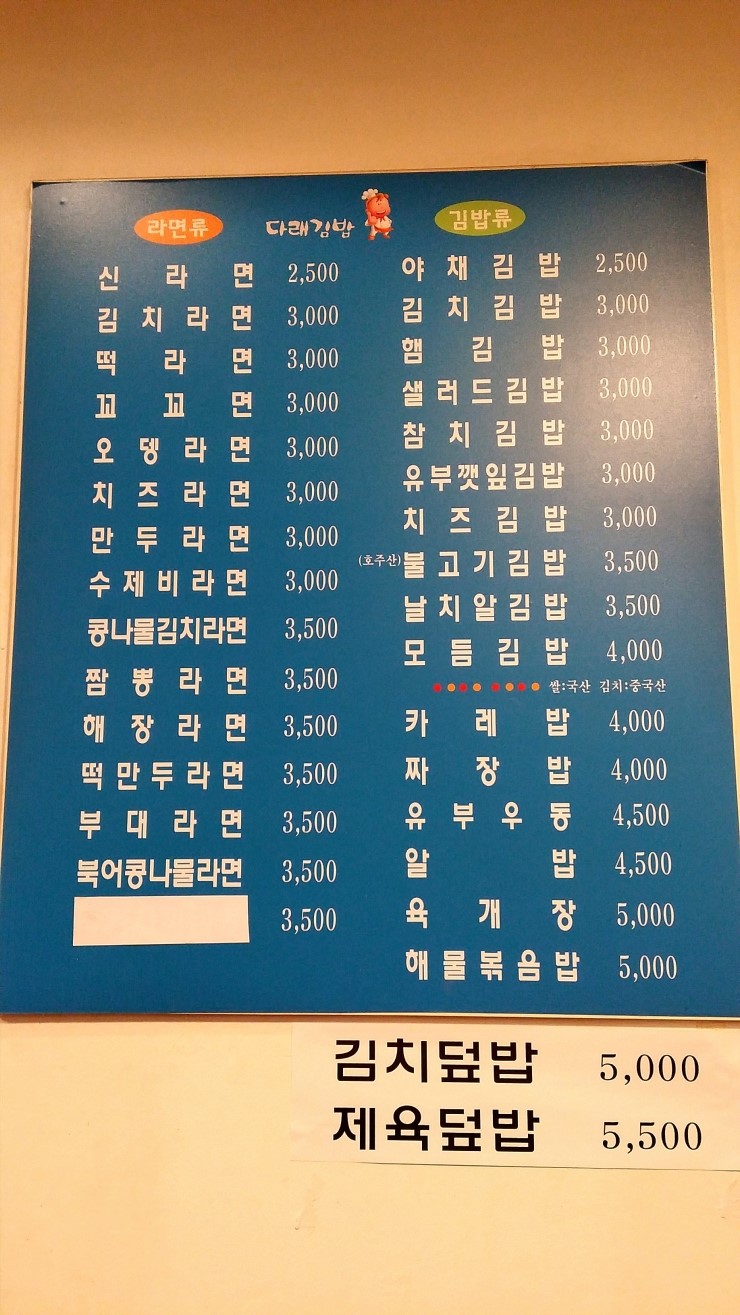 라면류
다래김밥
김밥류
신라면 2,500
김치라면 3,000
떡라면 3,000
꼬꼬면 3,000
오뎅라면 3,000
치즈라면 3,000
만두라면 3,000
수제비라면 3,000
콩나물김치라면 3,500
짬뽕라면 3,500
해장라면 3,500
떡만두라면 3,500
부대라면 3,500
북어콩나물라면 3,500
3,500
야채김밥 2,500
김치김밥 3,000
햄김밥 3,000
샐러드김밥 3,000
참치김밥 3,000
유부깻잎김밥 3,000
치즈김밥 3,000
(호주산)불고기김밥 3,500
날치알김밥 3,500
모듬김밥 4,000
쌀:국산 김치:중국산
카레밥 4,000
짜장밥 4,000
유부우동 4,500
알밥 4,500
육개장 5,000
해물볶음밥 5,000
김치덮밥 5,000
제육덮밥 5,500